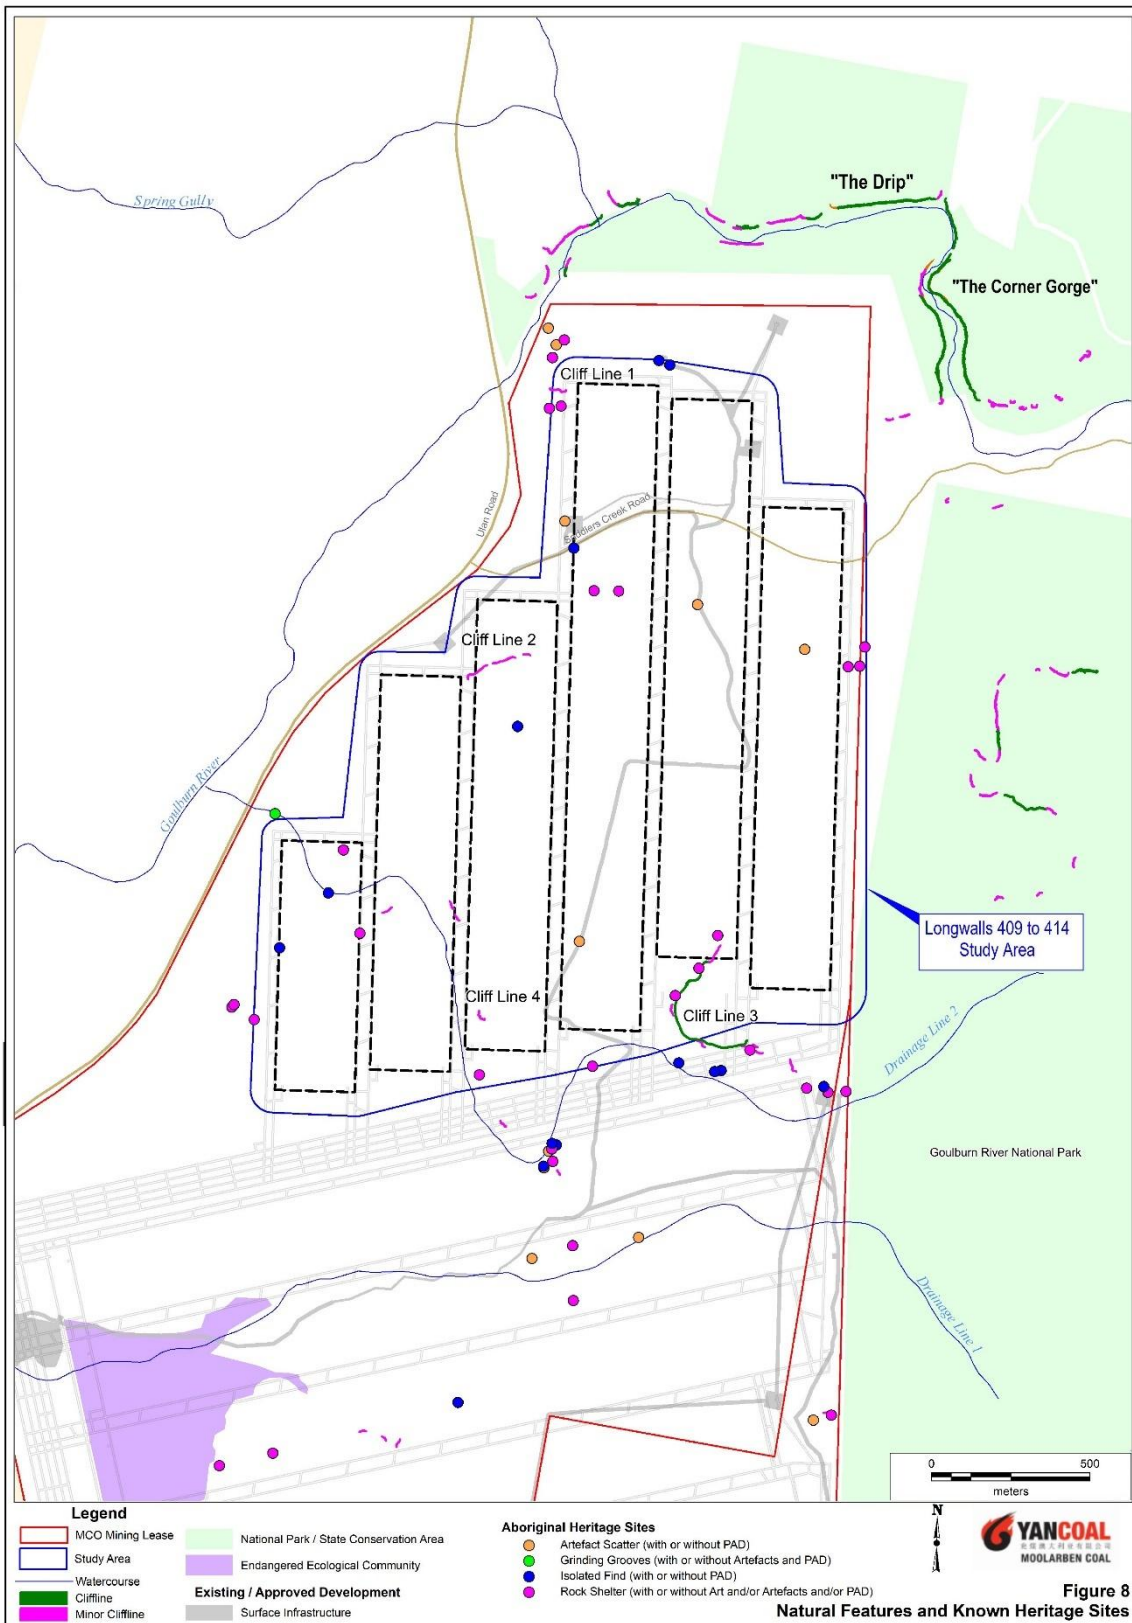 Spring Gully
"The Drip"
"The Corner Gorge"
Cliff Line 1
Ulan Road
Saddlers Creek Road
Cliff Line 2
Goulburn River
Longwalls 409 to 414
Study Area
Cliff Line 4
Cliff Line 3
Drainage Line 2
Goulburn River National Park
Drainage Line 1
0 500
meters
Legend
MCO Mining Lease
Study Area
Watercourse
Cliffline
Minor Cliffline
National Park / State Conservation Area
Endangered Ecological Community
Existing / Approved Development
Surface Infrastructure
Aboriginal Heritage Sites
Artefact Scatter (with or without PAD)
Grinding Grooves (with or without Artefacts and PAD)
Isolated Find (with or without PAD)
Rock Shelter (with or without Art and/or Artefacts and/or PAD)
N
YANCOAL
MOOLARBEN COAL
Figure 8
Natural Features and Known Heritage Sites